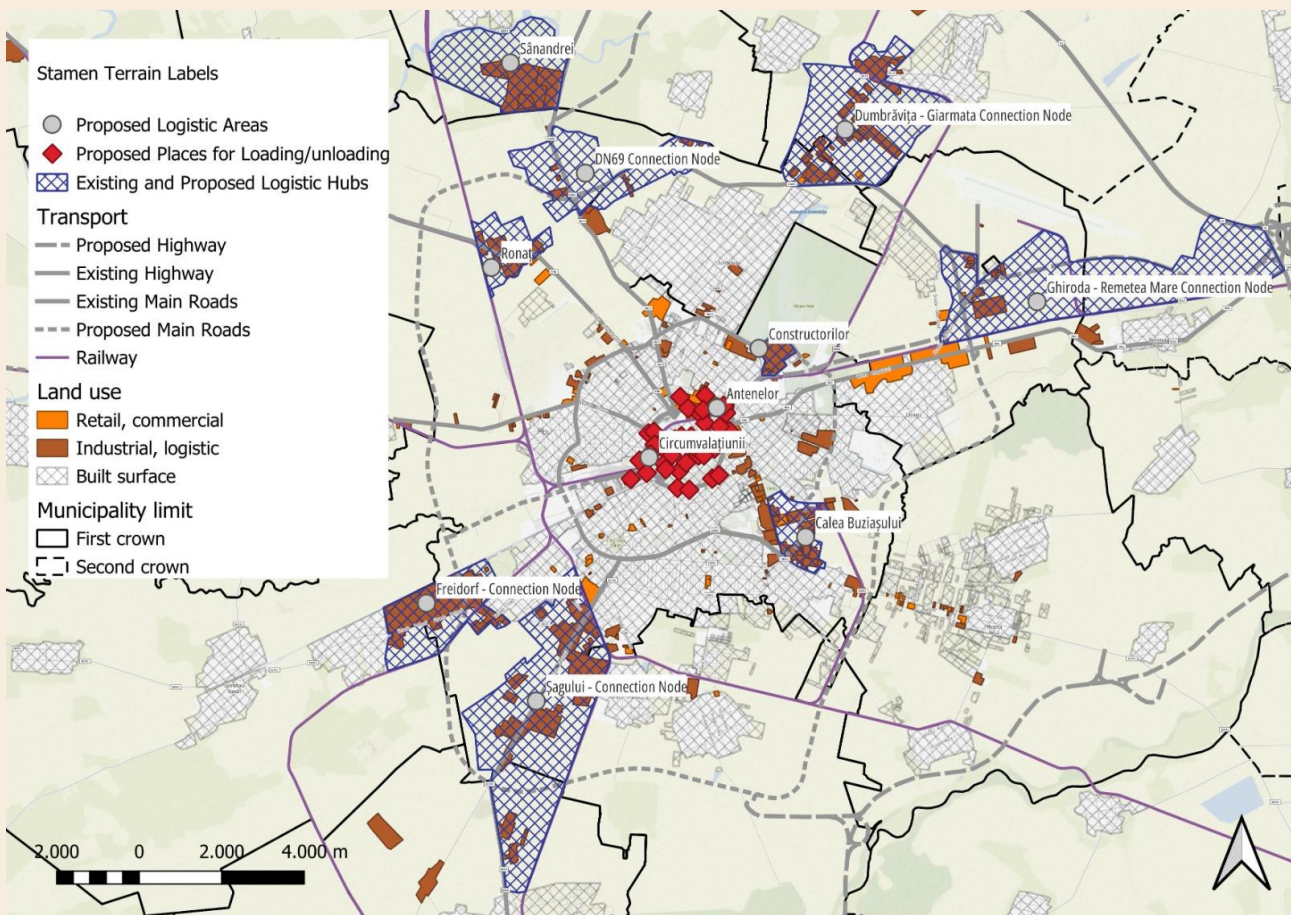 Stamen Terrain Labels
Proposed Logistic Areas
Proposed Places for Loading/unloading
Existing and Proposed Logistic Hubs
Transport
Proposed Highway
Existing Highway
Existing Main Roads
Proposed Main Roads
Railway
Land use
Retail, commercial
Industrial, logistic
Built surface
Municipality limit
First crown
Second crown
Sânandrei
Dumbrăvița - Giarmata Connection Node
DN69 Connection Node
Ronaț
Ghiroda - Remetea Mare Connection Node
Constructorilor
Antenelor
Circumvalațiunii
Calea Buziașului
Freidorf - Connection Node
Șagului - Connection Node
2.000 0 2.000 4.000 m